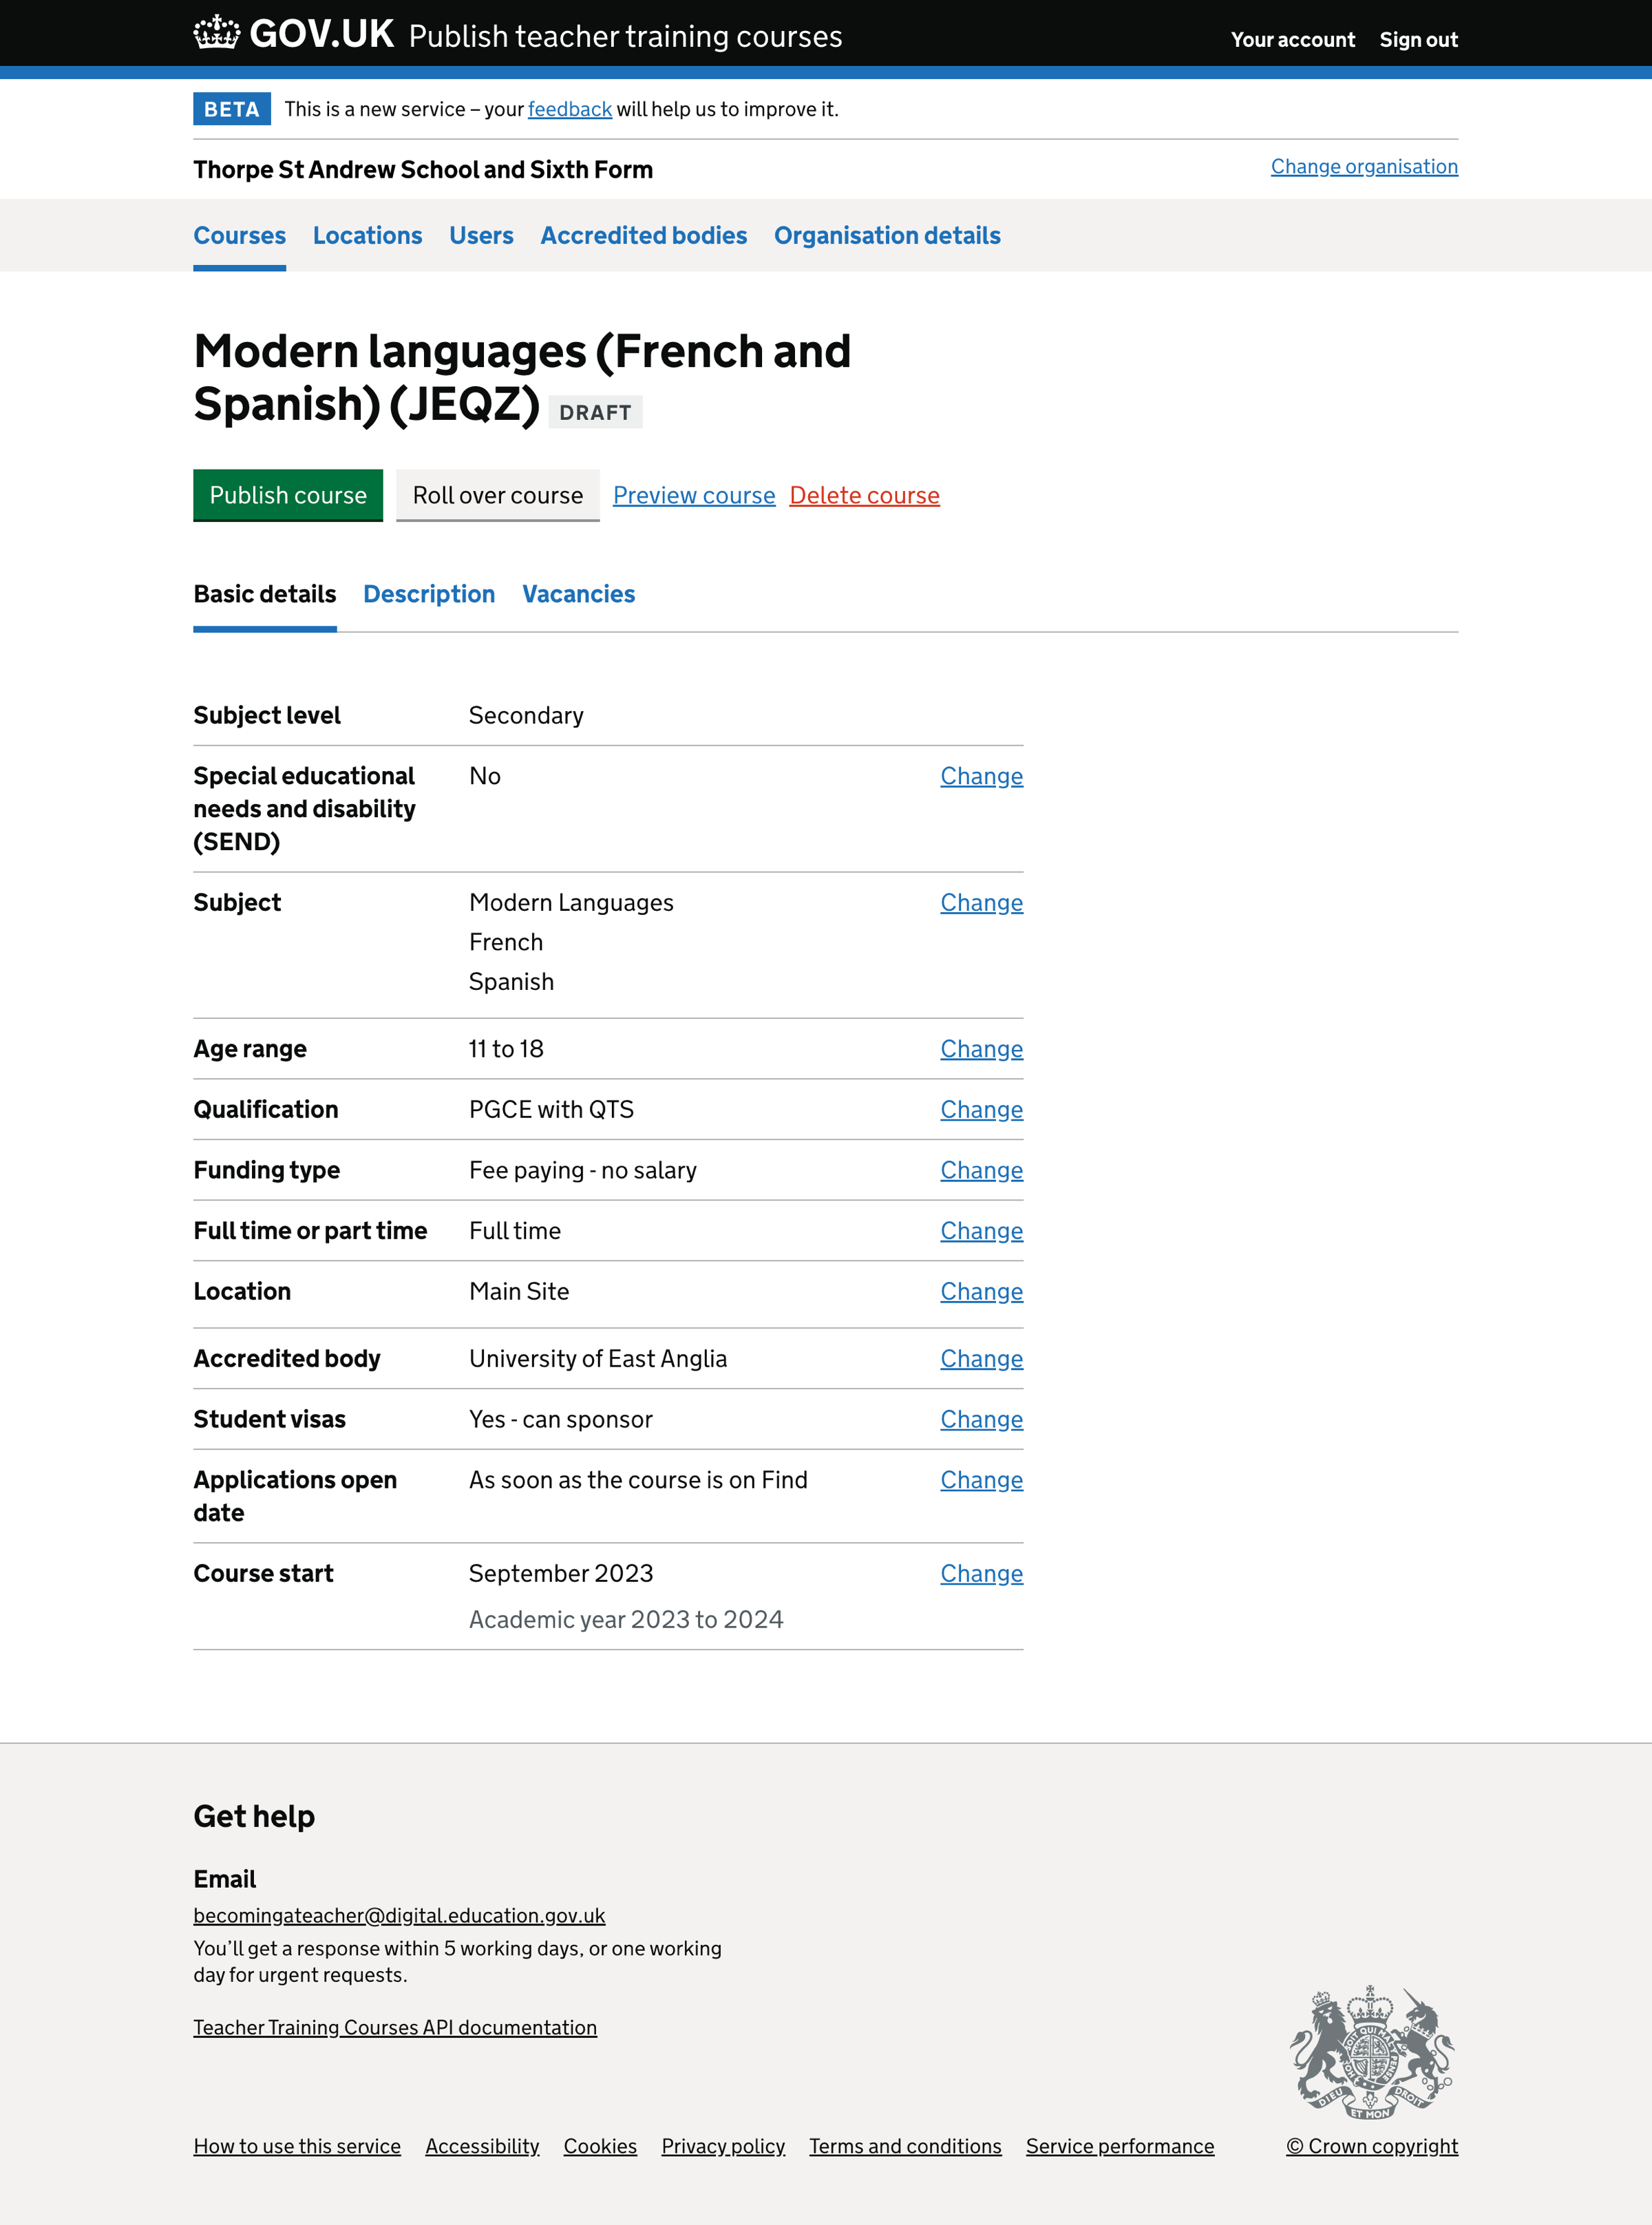 GOV.UK Publish teacher training courses
Your account Sign out
BETA This is a new service – your feedback will help us to improve it.
Thorpe St Andrew School and Sixth Form
Change organisation
Courses Locations Users Accredited bodies Organisation details
Modern languages (French and
Spanish) (JEQZ) DRAFT
Publish course Roll over course Preview course Delete course
Basic details Description Vacancies
Subject level Secondary
Special educational No Change
needs and disability
(SEND)
Subject Modern Languages Change
French
Spanish
Age range 11 to 18 Change
Qualification PGCE with QTS Change
Funding type Fee paying - no salary Change
Full time or part time Full time Change
Location Main Site Change
Accredited body University of East Anglia Change
Student visas Yes - can sponsor Change
Applications open As soon as the course is on Find Change
date
Course start September 2023 Change
Academic year 2023 to 2024
Get help
Email
becomingateacher@digital.education.gov.uk
You’ll get a response within 5 working days, or one working
day for urgent requests.
Teacher Training Courses API documentation
DIEU ET MON DROIT
How to use this service Accessibility Cookies Privacy policy Terms and conditions Service performance © Crown copyright